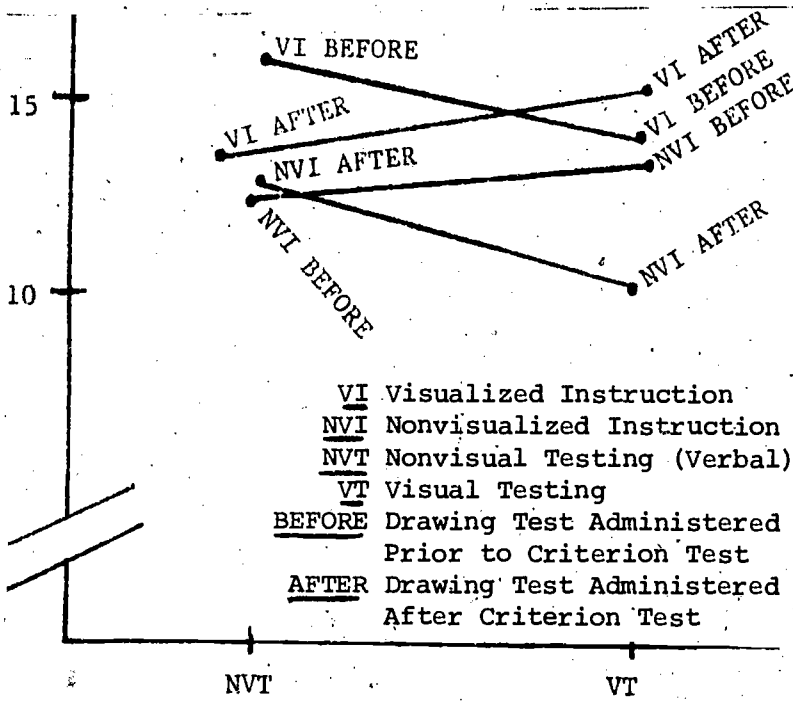 VI BEFORE
VI AFTER
15
VI AFTER
VI BEFORE
NVI BEFORE
NVI AFTER
NVI BEFORE
NVI AFTER
10
VI Visualized Instruction
NVI Nonvisualized Instruction
NVT Nonvisual Testing (Verbal)
VT Visual Testing
BEFORE Drawing Test Administered
Prior to Criterion Test
AFTER Drawing Test Administered
After Criterion Test
NVT
VT